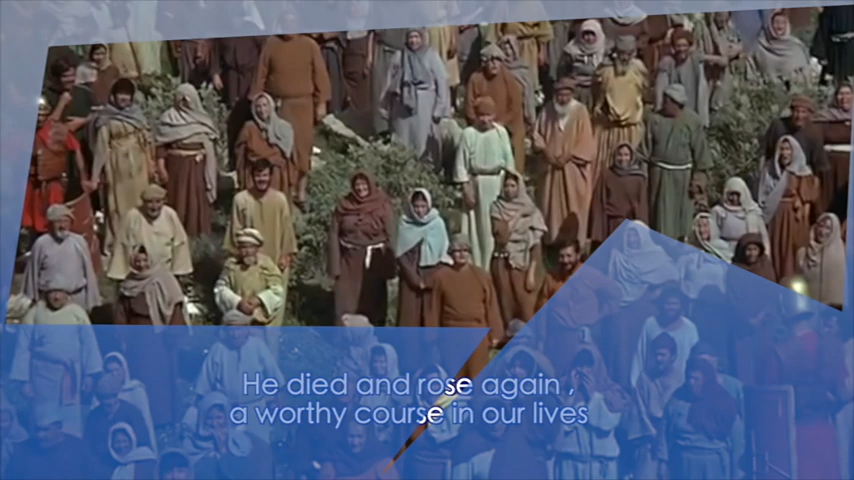 He died and rose again ,
a worthy course in our lives